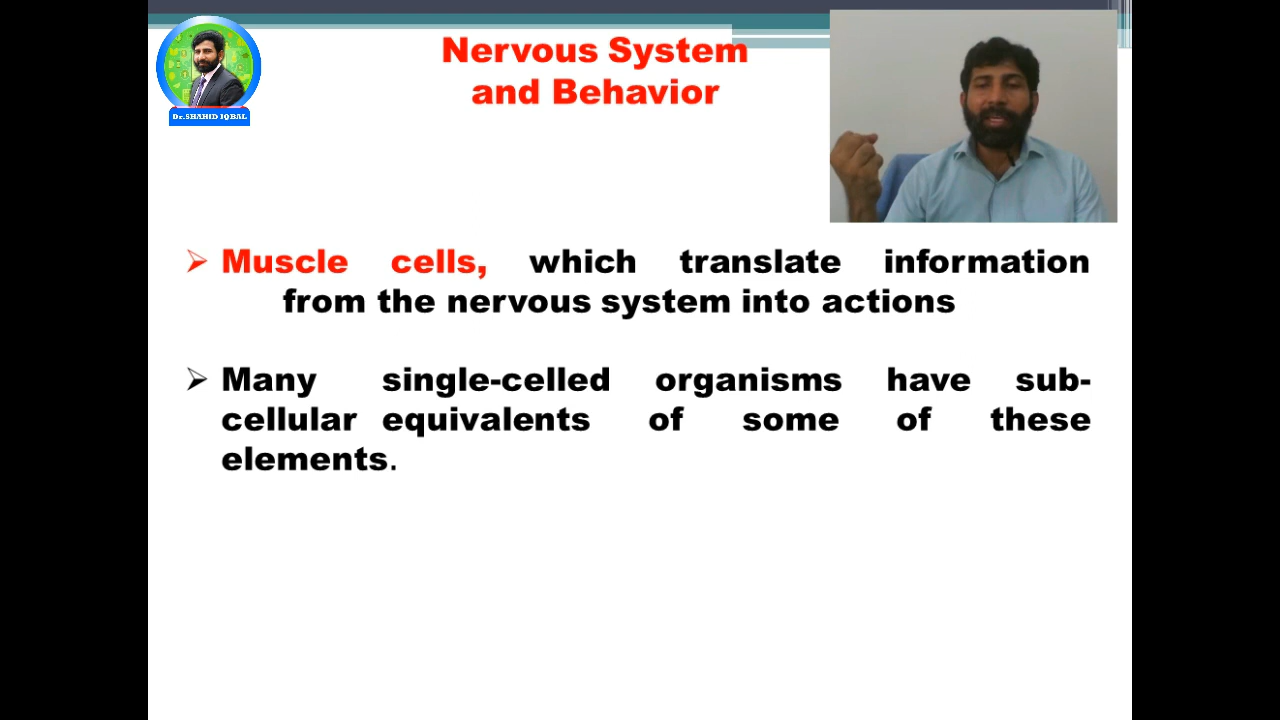 Nervous System
and Behavior
Dr.SHAHID IQBAL
➢ Muscle cells, which translate information
from the nervous system into actions
➢ Many single-celled organisms have sub-
cellular equivalents of some of these
elements.